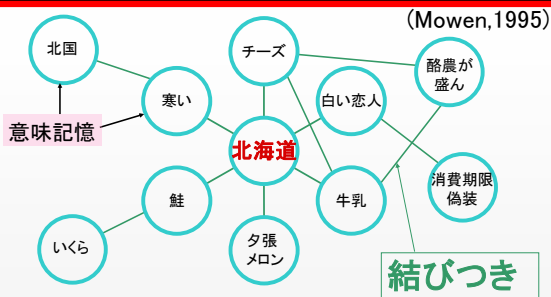 (Mowen,1995)
北国
チーズ
酪農が
盛ん
寒い
白い恋人
意味記憶
北海道
鮭
牛乳
消費期限
偽装
いくら
夕張
メロン
結びつき